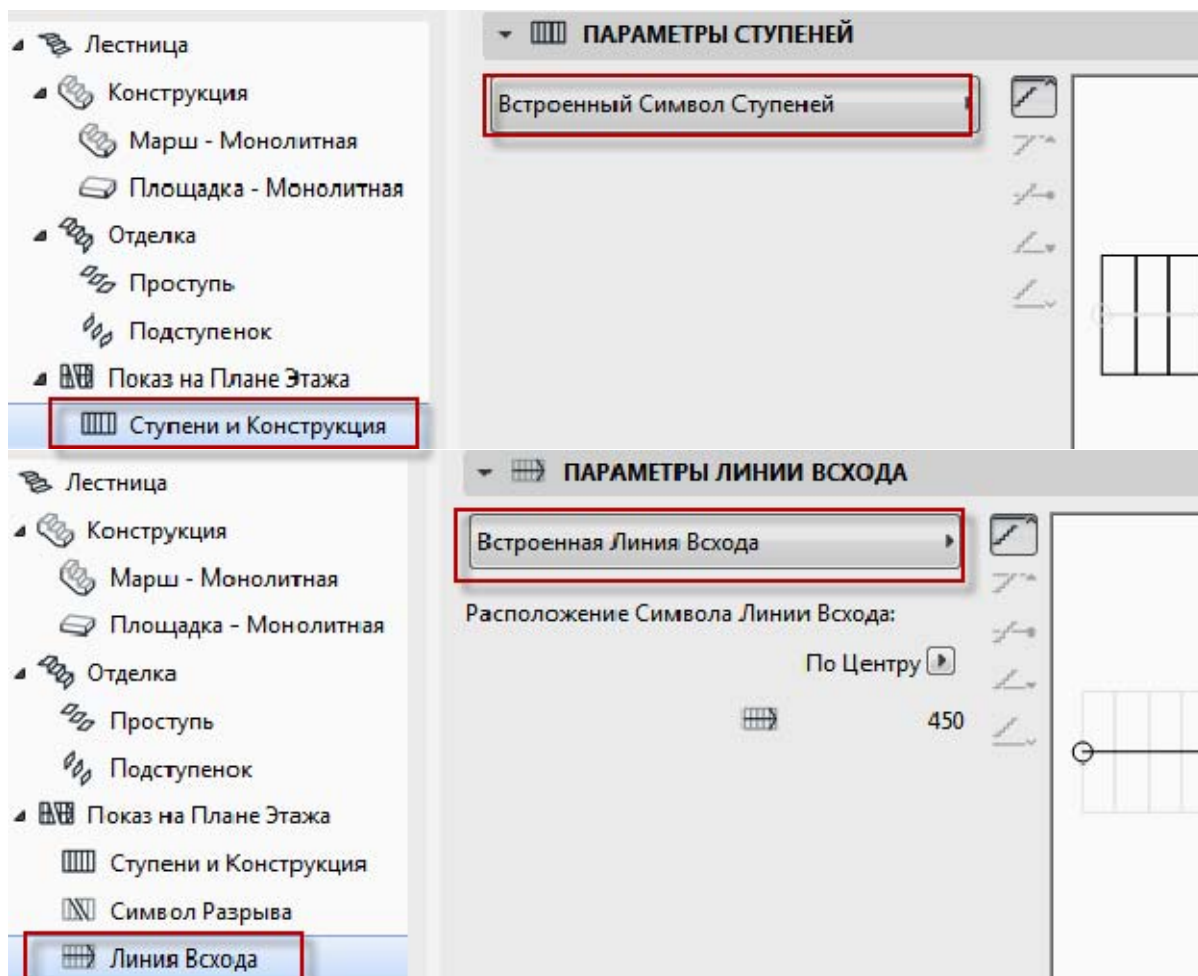 Лестница
Конструкция
Марш - Монолитная
Площадка - Монолитная
Отделка
Проступь
Подступенок
Показ на Плане Этажа
Ступени и Конструкция
ПАРАМЕТРЫ СТУПЕНЕЙ
Встроенный Символ Ступеней
Лестница
Конструкция
Марш - Монолитная
Площадка - Монолитная
Отделка
Проступь
Подступенок
Показ на Плане Этажа
Ступени и Конструкция
Символ Разрыва
Линия Всхода
ПАРАМЕТРЫ ЛИНИИ ВСХОДА
Встроенная Линия Всхода
Расположение Символа Линии Всхода:
По Центру
450